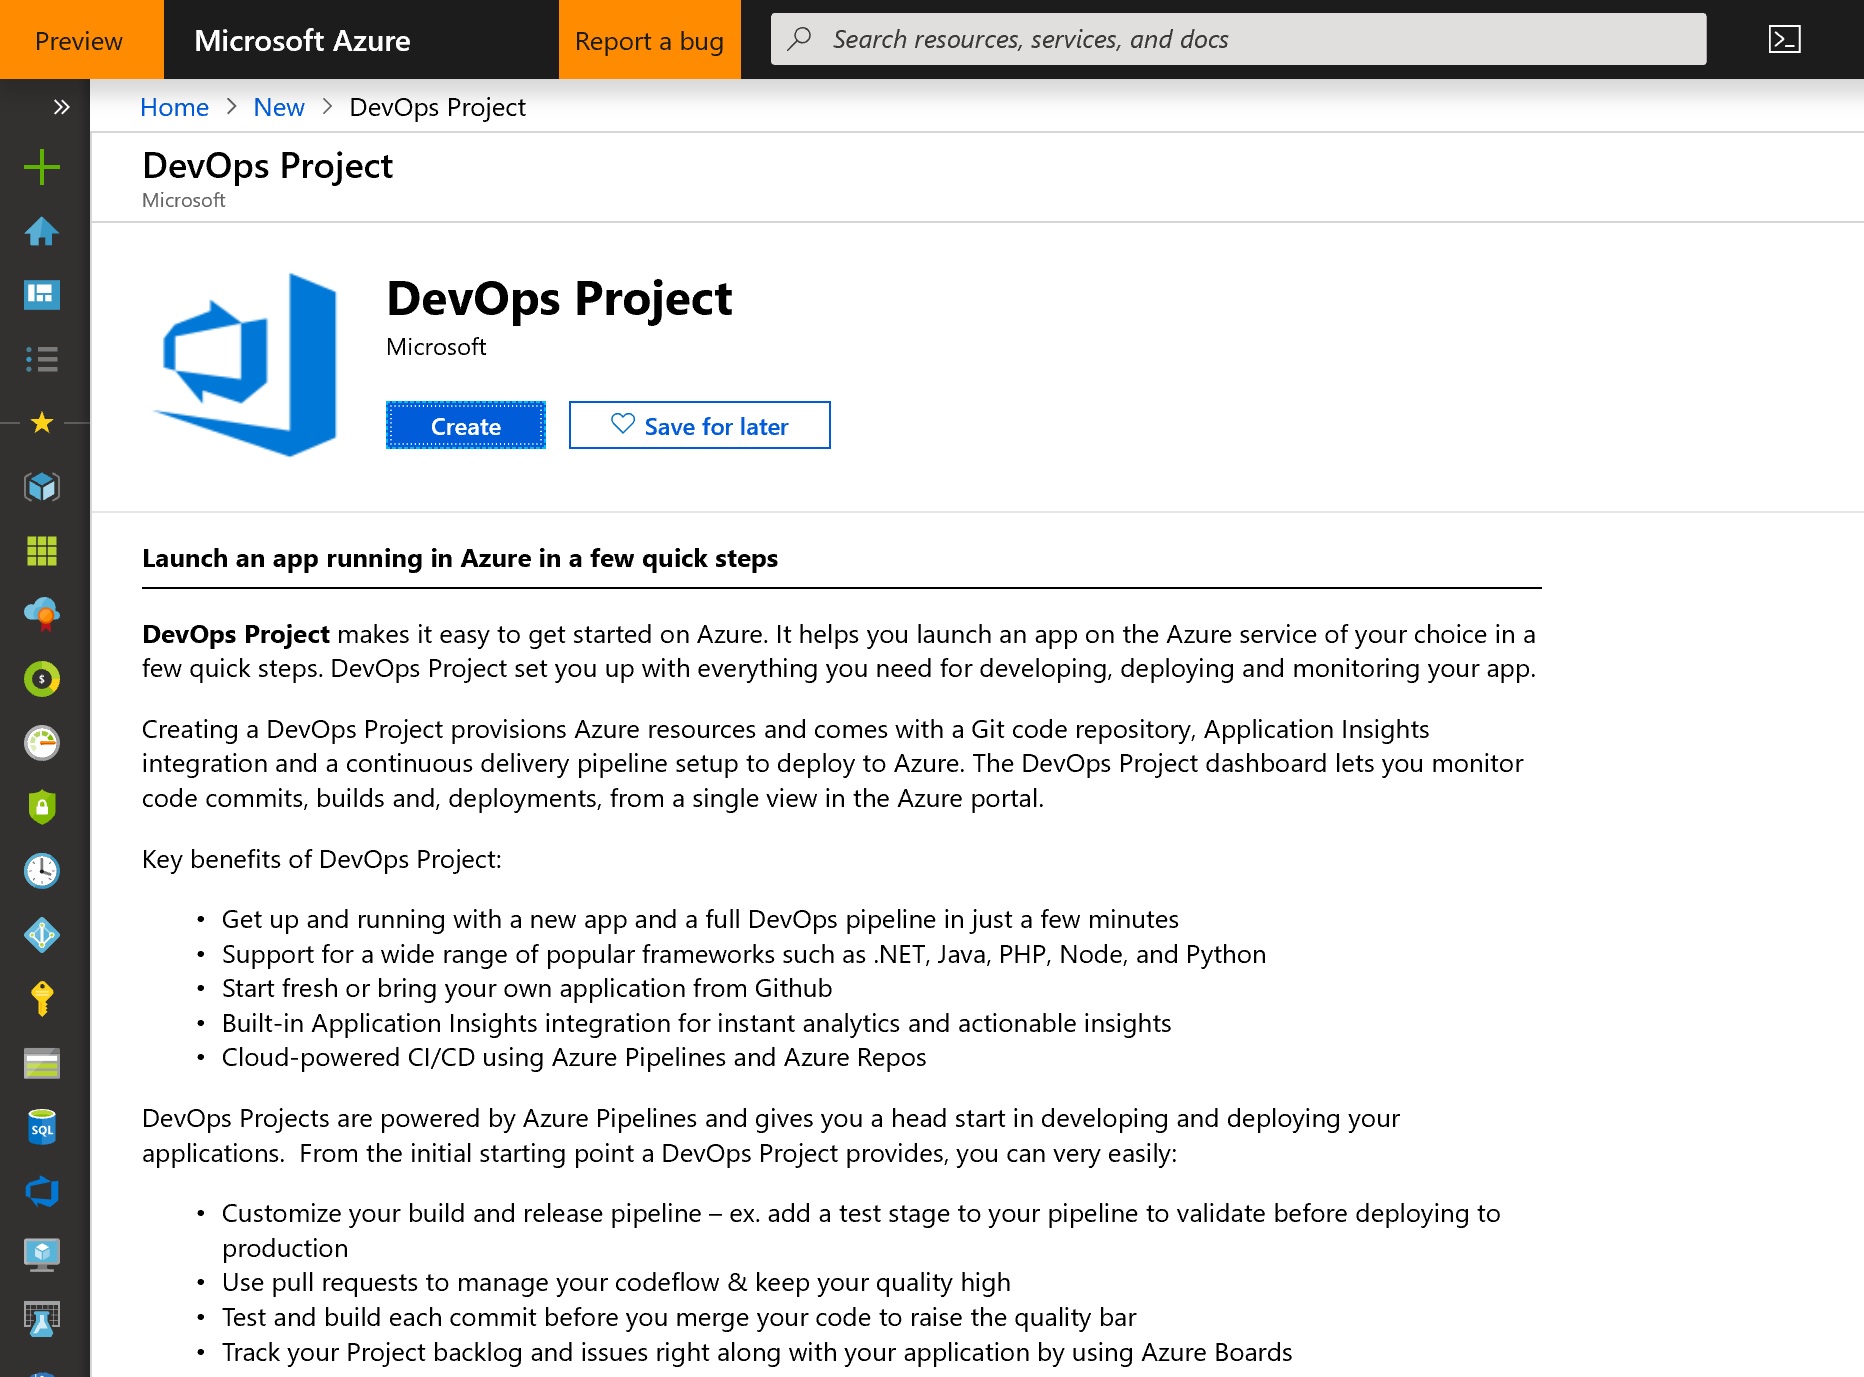 Preview
Microsoft Azure
Report a bug
Search resources, services, and docs
Home > New > DevOps Project
DevOps Project
Microsoft
DevOps Project
Microsoft
Create
Save for later
Launch an app running in Azure in a few quick steps
DevOps Project makes it easy to get started on Azure. It helps you launch an app on the Azure service of your choice in a
few quick steps. DevOps Project set you up with everything you need for developing, deploying and monitoring your app.
Creating a DevOps Project provisions Azure resources and comes with a Git code repository, Application Insights
integration and a continuous delivery pipeline setup to deploy to Azure. The DevOps Project dashboard lets you monitor
code commits, builds and, deployments, from a single view in the Azure portal.
Key benefits of DevOps Project:
• Get up and running with a new app and a full DevOps pipeline in just a few minutes
• Support for a wide range of popular frameworks such as .NET, Java, PHP, Node, and Python
• Start fresh or bring your own application from Github
• Built-in Application Insights integration for instant analytics and actionable insights
• Cloud-powered CI/CD using Azure Pipelines and Azure Repos
DevOps Projects are powered by Azure Pipelines and gives you a head start in developing and deploying your
applications.  From the initial starting point a DevOps Project provides, you can very easily:
• Customize your build and release pipeline – ex. add a test stage to your pipeline to validate before deploying to
production
• Use pull requests to manage your codeflow & keep your quality high
• Test and build each commit before you merge your code to raise the quality bar
• Track your Project backlog and issues right along with your application by using Azure Boards
SQL